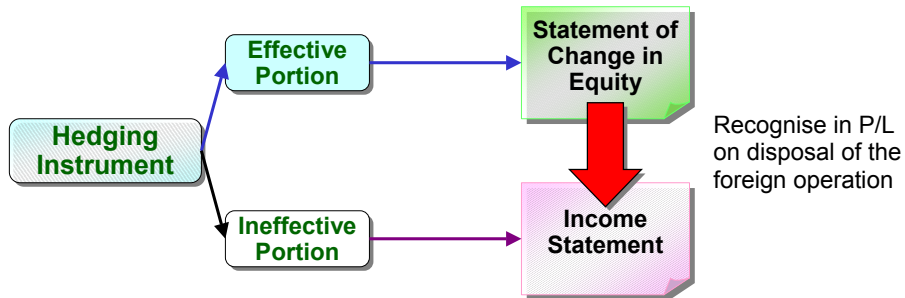 Effective
Portion
Statement of
Change in
Equity
Hedging
Instrument
Recognise in P/L
on disposal of the
foreign operation
Ineffective
Portion
Income
Statement